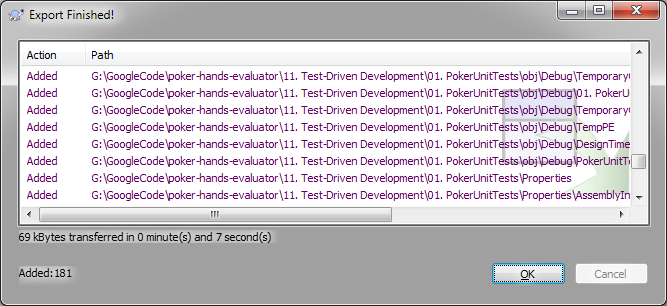 Export Finished!
Action Path
Added G:\GoogleCode\poker-hands-evaluator\11. Test-Driven Development\01. PokerUnitTests\obj\Debug\Temporary
Added G:\GoogleCode\poker-hands-evaluator\11. Test-Driven Development\01. PokerUnitTests\obj\Debug\01. PokerU
Added G:\GoogleCode\poker-hands-evaluator\11. Test-Driven Development\01. PokerUnitTests\obj\Debug\Temporary
Added G:\GoogleCode\poker-hands-evaluator\11. Test-Driven Development\01. PokerUnitTests\obj\Debug\TempPE
Added G:\GoogleCode\poker-hands-evaluator\11. Test-Driven Development\01. PokerUnitTests\obj\Debug\DesignTime
Added G:\GoogleCode\poker-hands-evaluator\11. Test-Driven Development\01. PokerUnitTests\obj\Debug\PokerUnitTe
Added G:\GoogleCode\poker-hands-evaluator\11. Test-Driven Development\01. PokerUnitTests\Properties
Added G:\GoogleCode\poker-hands-evaluator\11. Test-Driven Development\01. PokerUnitTests\Properties\AssemblyIn
69 kBytes transferred in 0 minute(s) and 7 second(s)
Added:181
OK
Cancel